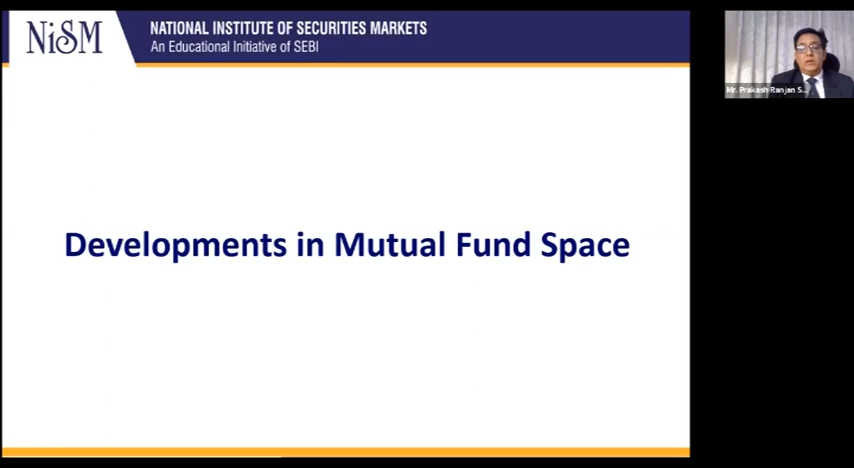 NiSM
NATIONAL INSTITUTE OF SECURITIES MARKETS
An Educational Initiative of SEBI
Mr. Prakash Ranjan S...
Developments in Mutual Fund Space